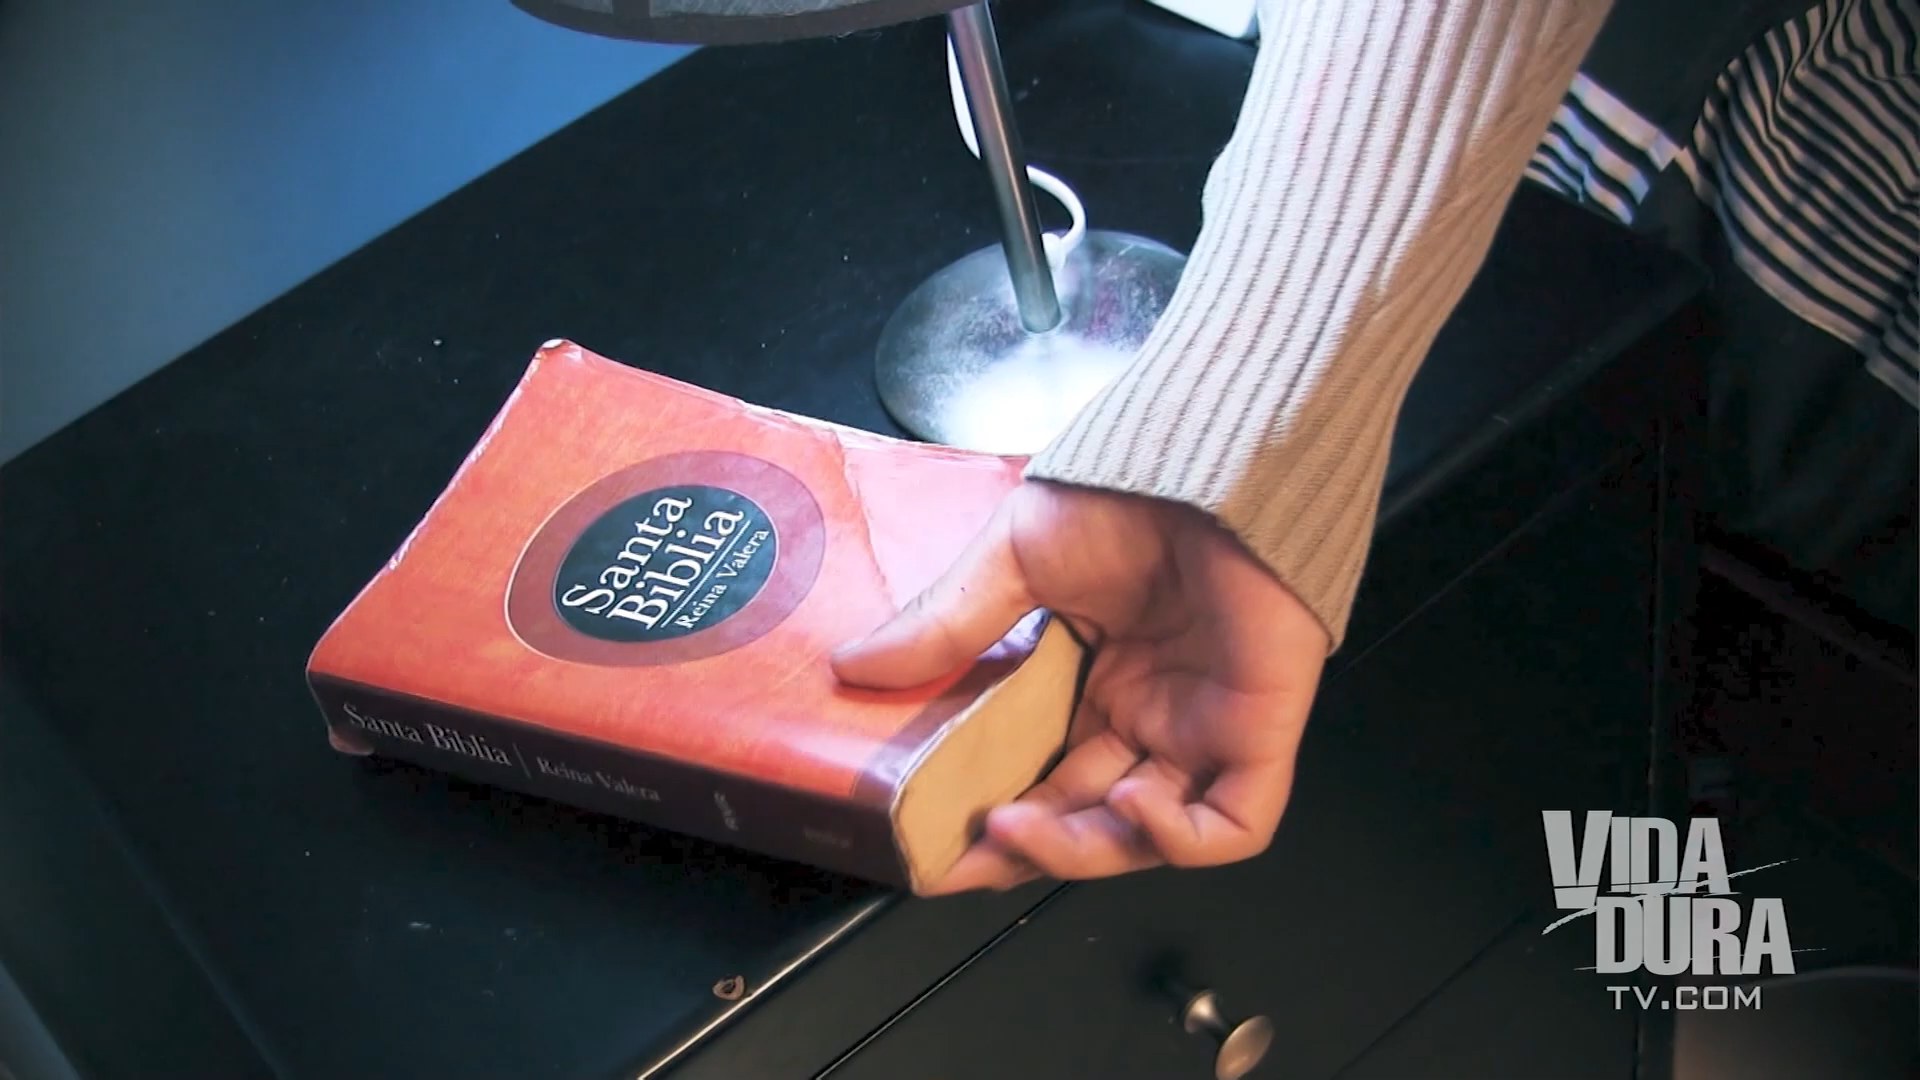 Santa
Biblia
Reina Valera
Santa Biblia | Reina Valera
VIDA
DURA
TV.COM